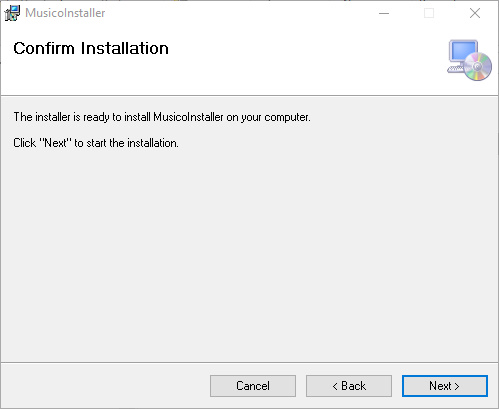 MusicoInstaller
Confirm Installation
The installer is ready to install MusicoInstaller on your computer.
Click "Next" to start the installation.
Cancel
< Back
Next >